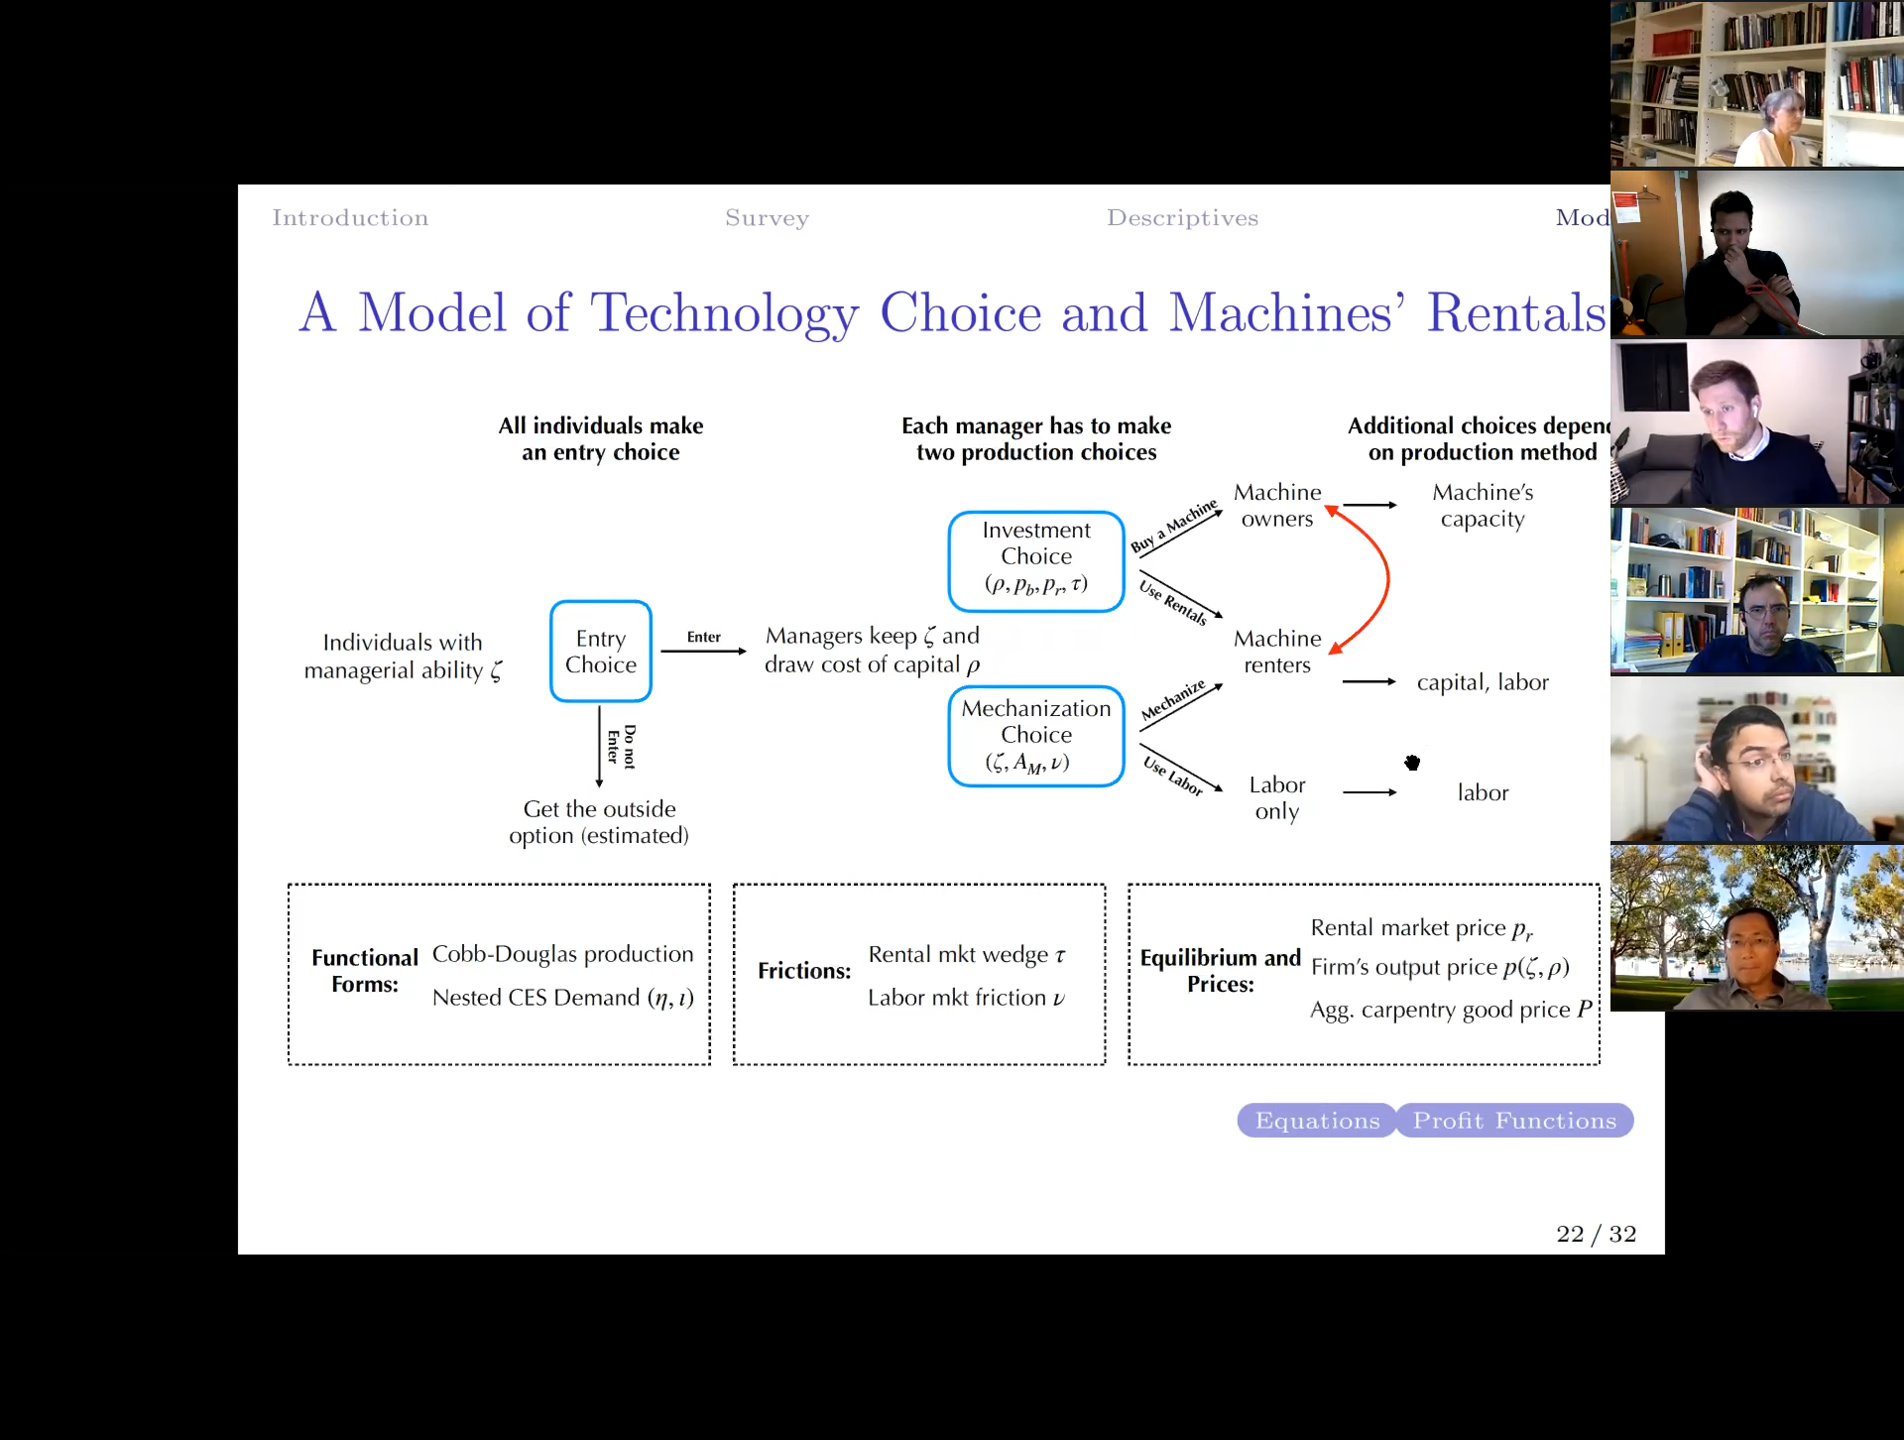 Introduction
Survey
Descriptives
Mod
A Model of Technology Choice and Machines' Rentals
All individuals make
an entry choice
Each manager has to make
two production choices
Additional choices depend
on production method
Individuals with
managerial ability ζ
Entry
Choice
Enter
Do not
Enter
Get the outside
option (estimated)
Managers keep ζ and
draw cost of capital ρ
Investment
Choice
(ρ, p_b, p_r, τ)
Buy a Machine
Use Rentals
Mechanization
Choice
(ζ, A_M, ν)
Mechanize
Use Labor
Machine
owners
Machine
renters
Labor
only
Machine's
capacity
capital, labor
labor
Functional
Forms:
Cobb-Douglas production
Nested CES Demand (η, ι)
Frictions:
Rental mkt wedge τ
Labor mkt friction ν
Equilibrium and
Prices:
Rental market price p_r
Firm's output price p(ζ, ρ)
Agg. carpentry good price P
Equations
Profit Functions
22 / 32